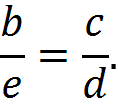 b/e = c/d.